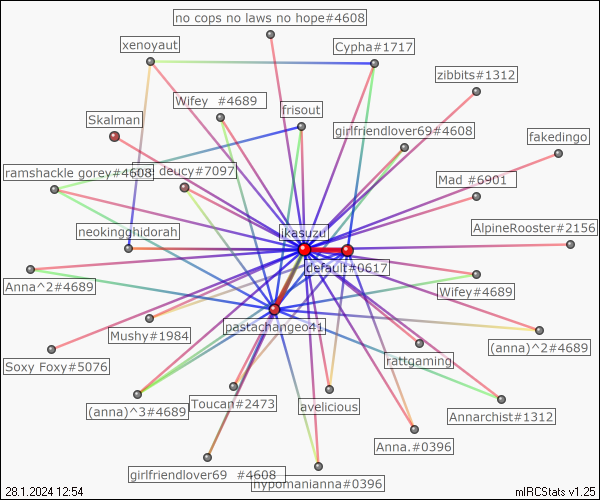 no cops no laws no hope#4608
xenoyaut
Cypha#1717
zibbits#1312
Wifey #4689
frisout
Skalman
girlfriendlover69#4608
fakedingo
ramshackle gorey#4608
deucy#7097
Mad #6901
AlpineRooster#2156
neokingghidorah
ikasuzu
default#0617
Anna^2#4689
Wifey#4689
Mushy#1984
pastachangeo41
(anna)^2#4689
Soxy Foxy#5076
rattgaming
(anna)^3#4689
Toucan#2473
avelicious
Annarchist#1312
Anna.#0396
girlfriendlover69 #4608
hypomanianna#0396
28.1.2024 12:54
mIRCStats v1.25